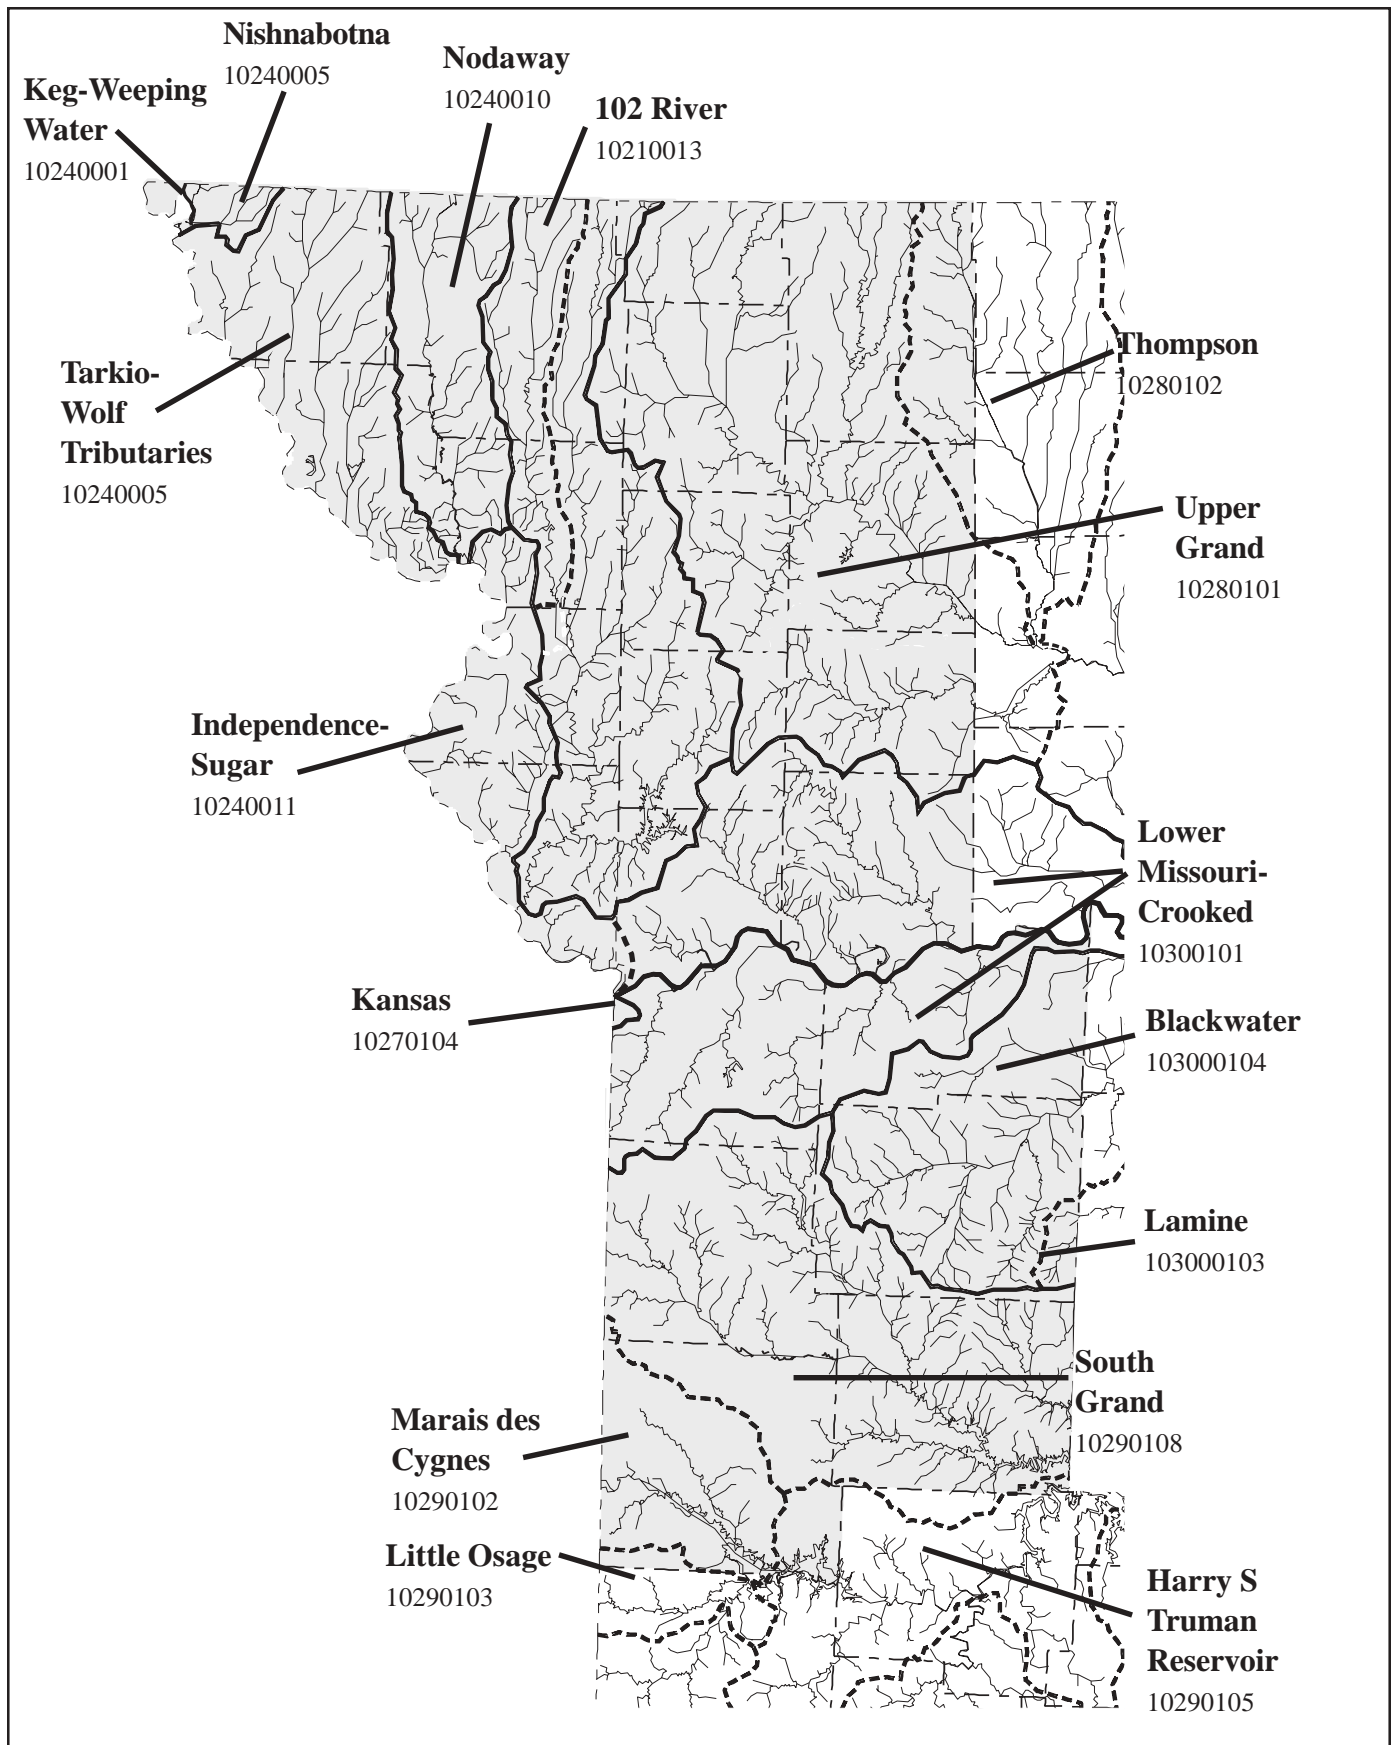 Nishnabotna
10240005
Nodaway
10240010
Keg-Weeping
Water
10240001
102 River
10210013
Thompson
10280102
Tarkio-
Wolf
Tributaries
10240005
Upper
Grand
10280101
Independence-
Sugar
10240011
Lower
Missouri-
Crooked
10300101
Kansas
10270104
Blackwater
103000104
Lamine
103000103
South
Grand
10290108
Marais des
Cygnes
10290102
Little Osage
10290103
Harry S
Truman
Reservoir
10290105